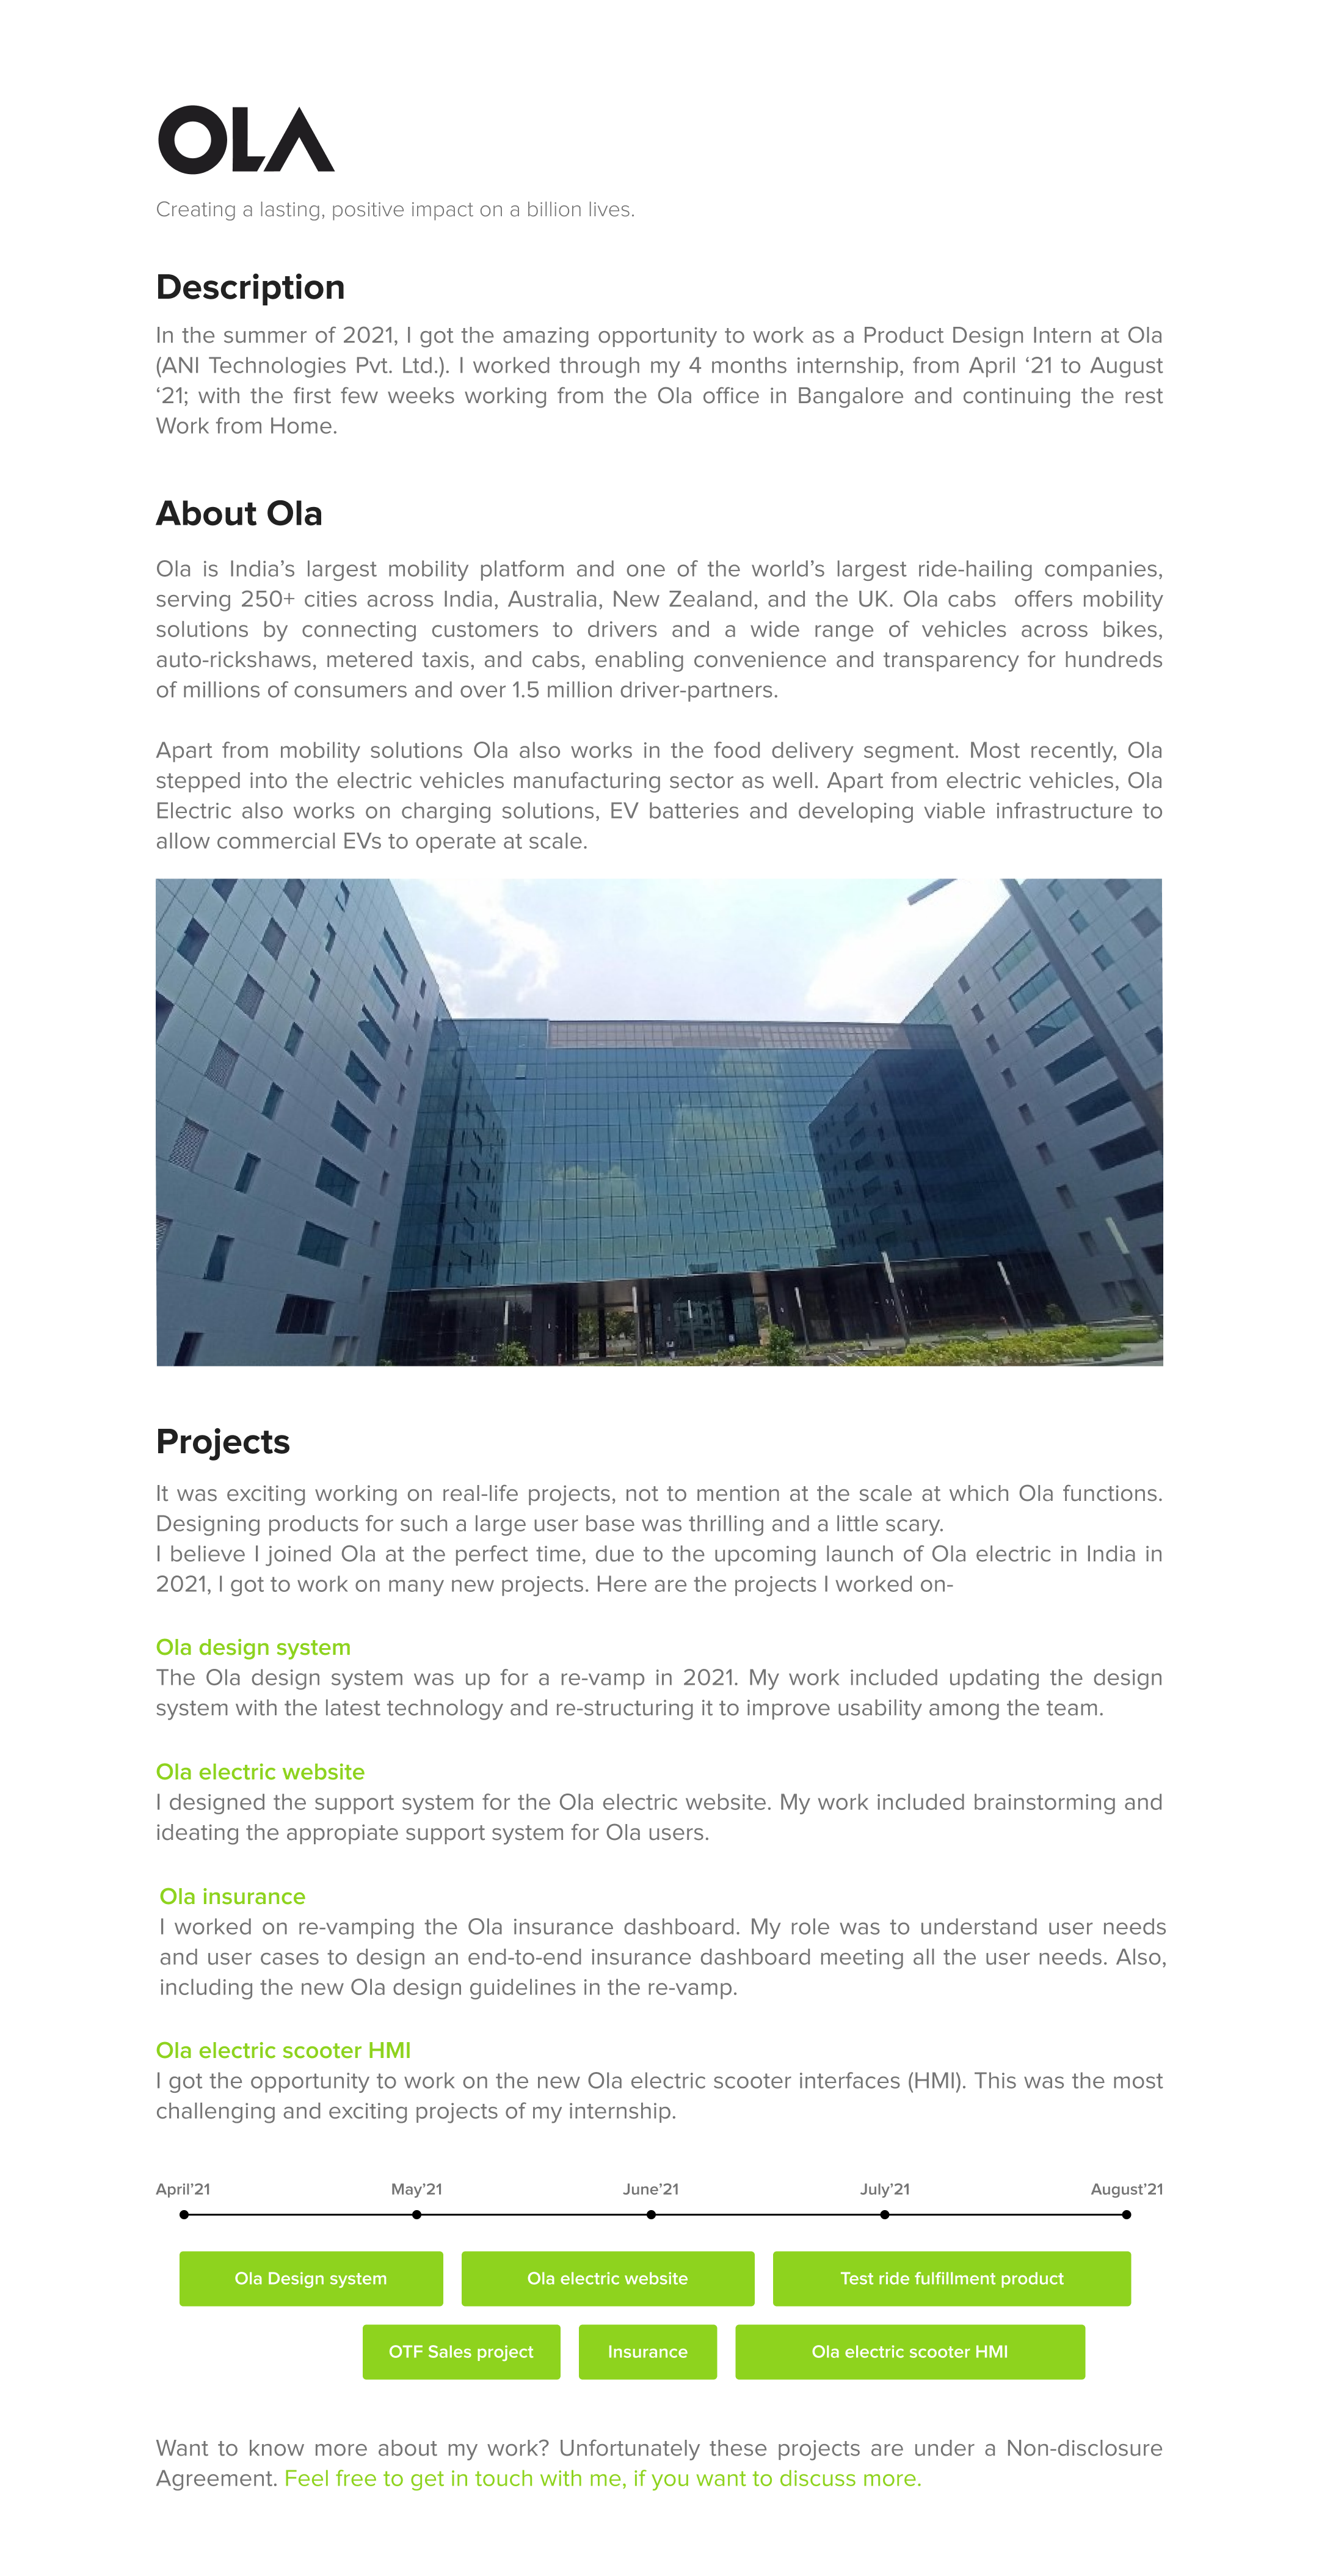 OLA
Creating a lasting, positive impact on a billion lives.
Description
In the summer of 2021, I got the amazing opportunity to work as a Product Design Intern at Ola
(ANI Technologies Pvt. Ltd.). I worked through my 4 months internship, from April ‘21 to August
‘21; with the first few weeks working from the Ola office in Bangalore and continuing the rest
Work from Home.
About Ola
Ola is India’s largest mobility platform and one of the world’s largest ride-hailing companies,
serving 250+ cities across India, Australia, New Zealand, and the UK. Ola cabs  offers mobility
solutions by connecting customers to drivers and a wide range of vehicles across bikes,
auto-rickshaws, metered taxis, and cabs, enabling convenience and transparency for hundreds
of millions of consumers and over 1.5 million driver-partners.
Apart from mobility solutions Ola also works in the food delivery segment. Most recently, Ola
stepped into the electric vehicles manufacturing sector as well. Apart from electric vehicles, Ola
Electric also works on charging solutions, EV batteries and developing viable infrastructure to
allow commercial EVs to operate at scale.
Projects
It was exciting working on real-life projects, not to mention at the scale at which Ola functions.
Designing products for such a large user base was thrilling and a little scary.
I believe I joined Ola at the perfect time, due to the upcoming launch of Ola electric in India in
2021, I got to work on many new projects. Here are the projects I worked on-
Ola design system
The Ola design system was up for a re-vamp in 2021. My work included updating the design
system with the latest technology and re-structuring it to improve usability among the team.
Ola electric website
I designed the support system for the Ola electric website. My work included brainstorming and
ideating the appropiate support system for Ola users.
Ola insurance
I worked on re-vamping the Ola insurance dashboard. My role was to understand user needs
and user cases to design an end-to-end insurance dashboard meeting all the user needs. Also,
including the new Ola design guidelines in the re-vamp.
Ola electric scooter HMI
I got the opportunity to work on the new Ola electric scooter interfaces (HMI). This was the most
challenging and exciting projects of my internship.
April’21 May’21 June’21 July’21 August’21
Ola Design system Ola electric website Test ride fulfillment product
OTF Sales project Insurance Ola electric scooter HMI
Want to know more about my work? Unfortunately these projects are under a Non-disclosure
Agreement. Feel free to get in touch with me, if you want to discuss more.